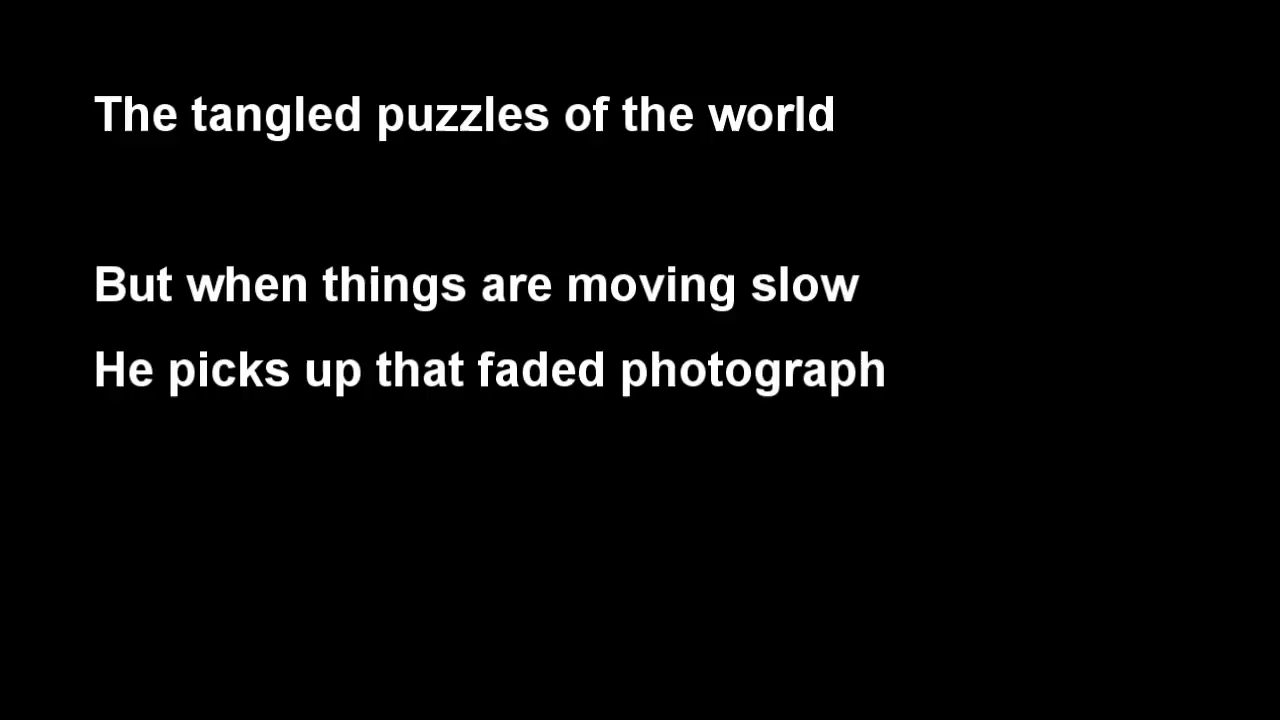 The tangled puzzles of the world
But when things are moving slow
He picks up that faded photograph